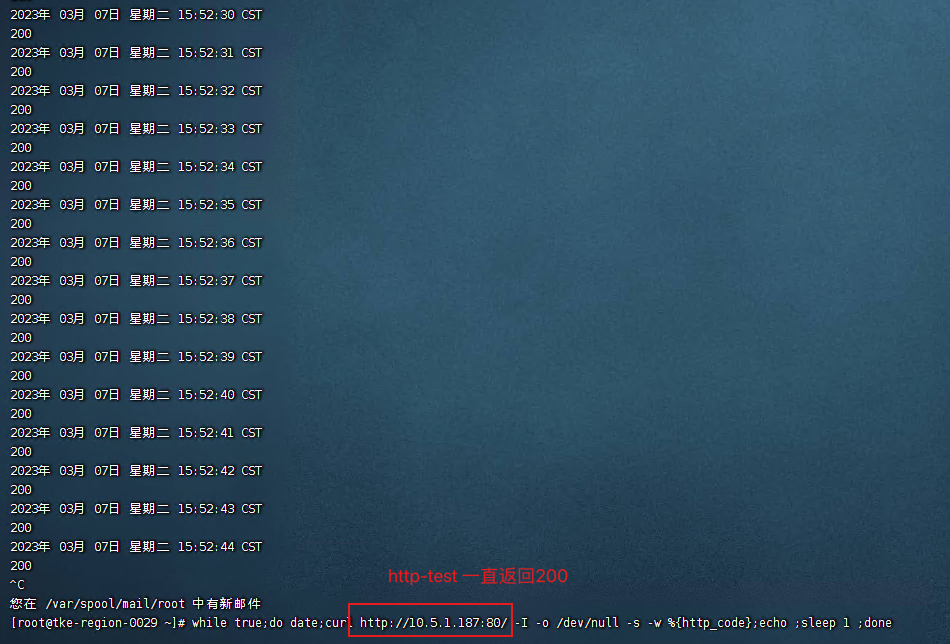 2023年 03月 07日 星期二 15:52:30 CST
200
2023年 03月 07日 星期二 15:52:31 CST
200
2023年 03月 07日 星期二 15:52:32 CST
200
2023年 03月 07日 星期二 15:52:33 CST
200
2023年 03月 07日 星期二 15:52:34 CST
200
2023年 03月 07日 星期二 15:52:35 CST
200
2023年 03月 07日 星期二 15:52:36 CST
200
2023年 03月 07日 星期二 15:52:37 CST
200
2023年 03月 07日 星期二 15:52:38 CST
200
2023年 03月 07日 星期二 15:52:39 CST
200
2023年 03月 07日 星期二 15:52:40 CST
200
2023年 03月 07日 星期二 15:52:41 CST
200
2023年 03月 07日 星期二 15:52:42 CST
200
2023年 03月 07日 星期二 15:52:43 CST
200
2023年 03月 07日 星期二 15:52:44 CST
200
http-test 一直返回200
^C
您在 /var/spool/mail/root 中有新邮件
[root@tke-region-0029 ~]# while true;do date;curl http://10.5.1.187:80/ -I -o /dev/null -s -w %{http_code};echo ;sleep 1 ;done